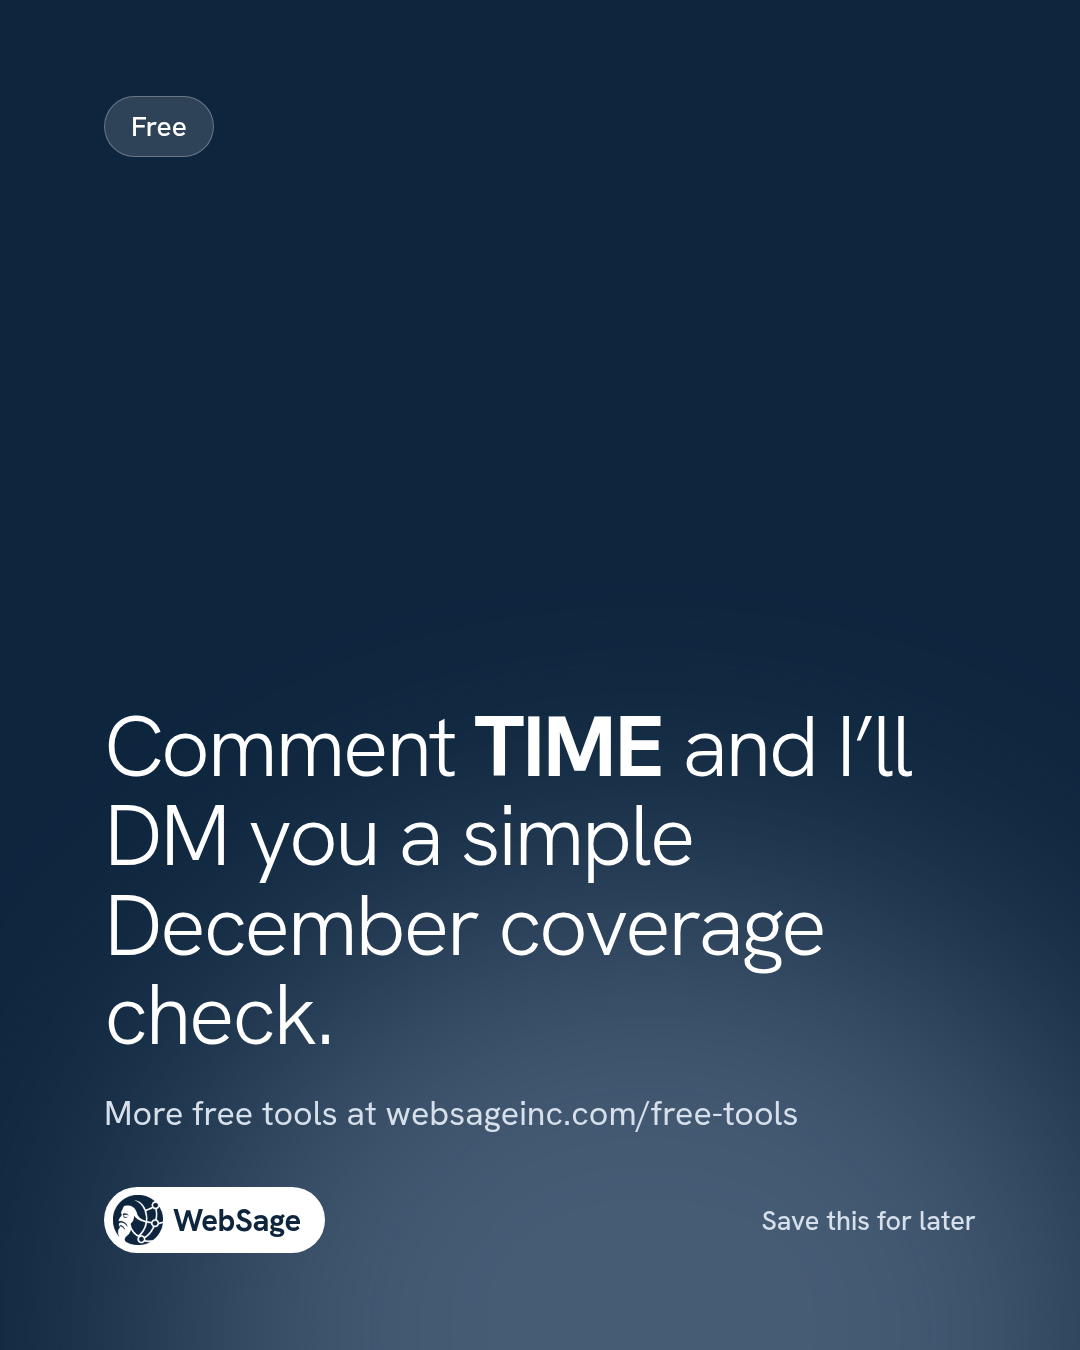 Free
Comment TIME and I’ll
DM you a simple
December coverage
check.
More free tools at websageinc.com/free-tools
WebSage
Save this for later